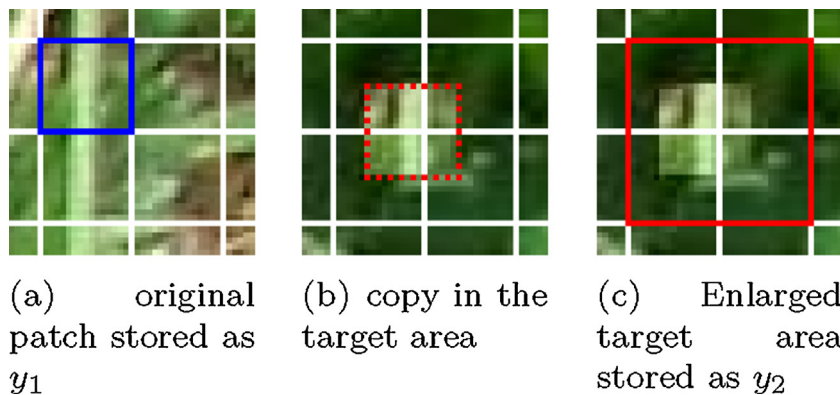 (a) original
patch stored as
y1
(b) copy in the
target area
(c) Enlarged
target area
stored as y2